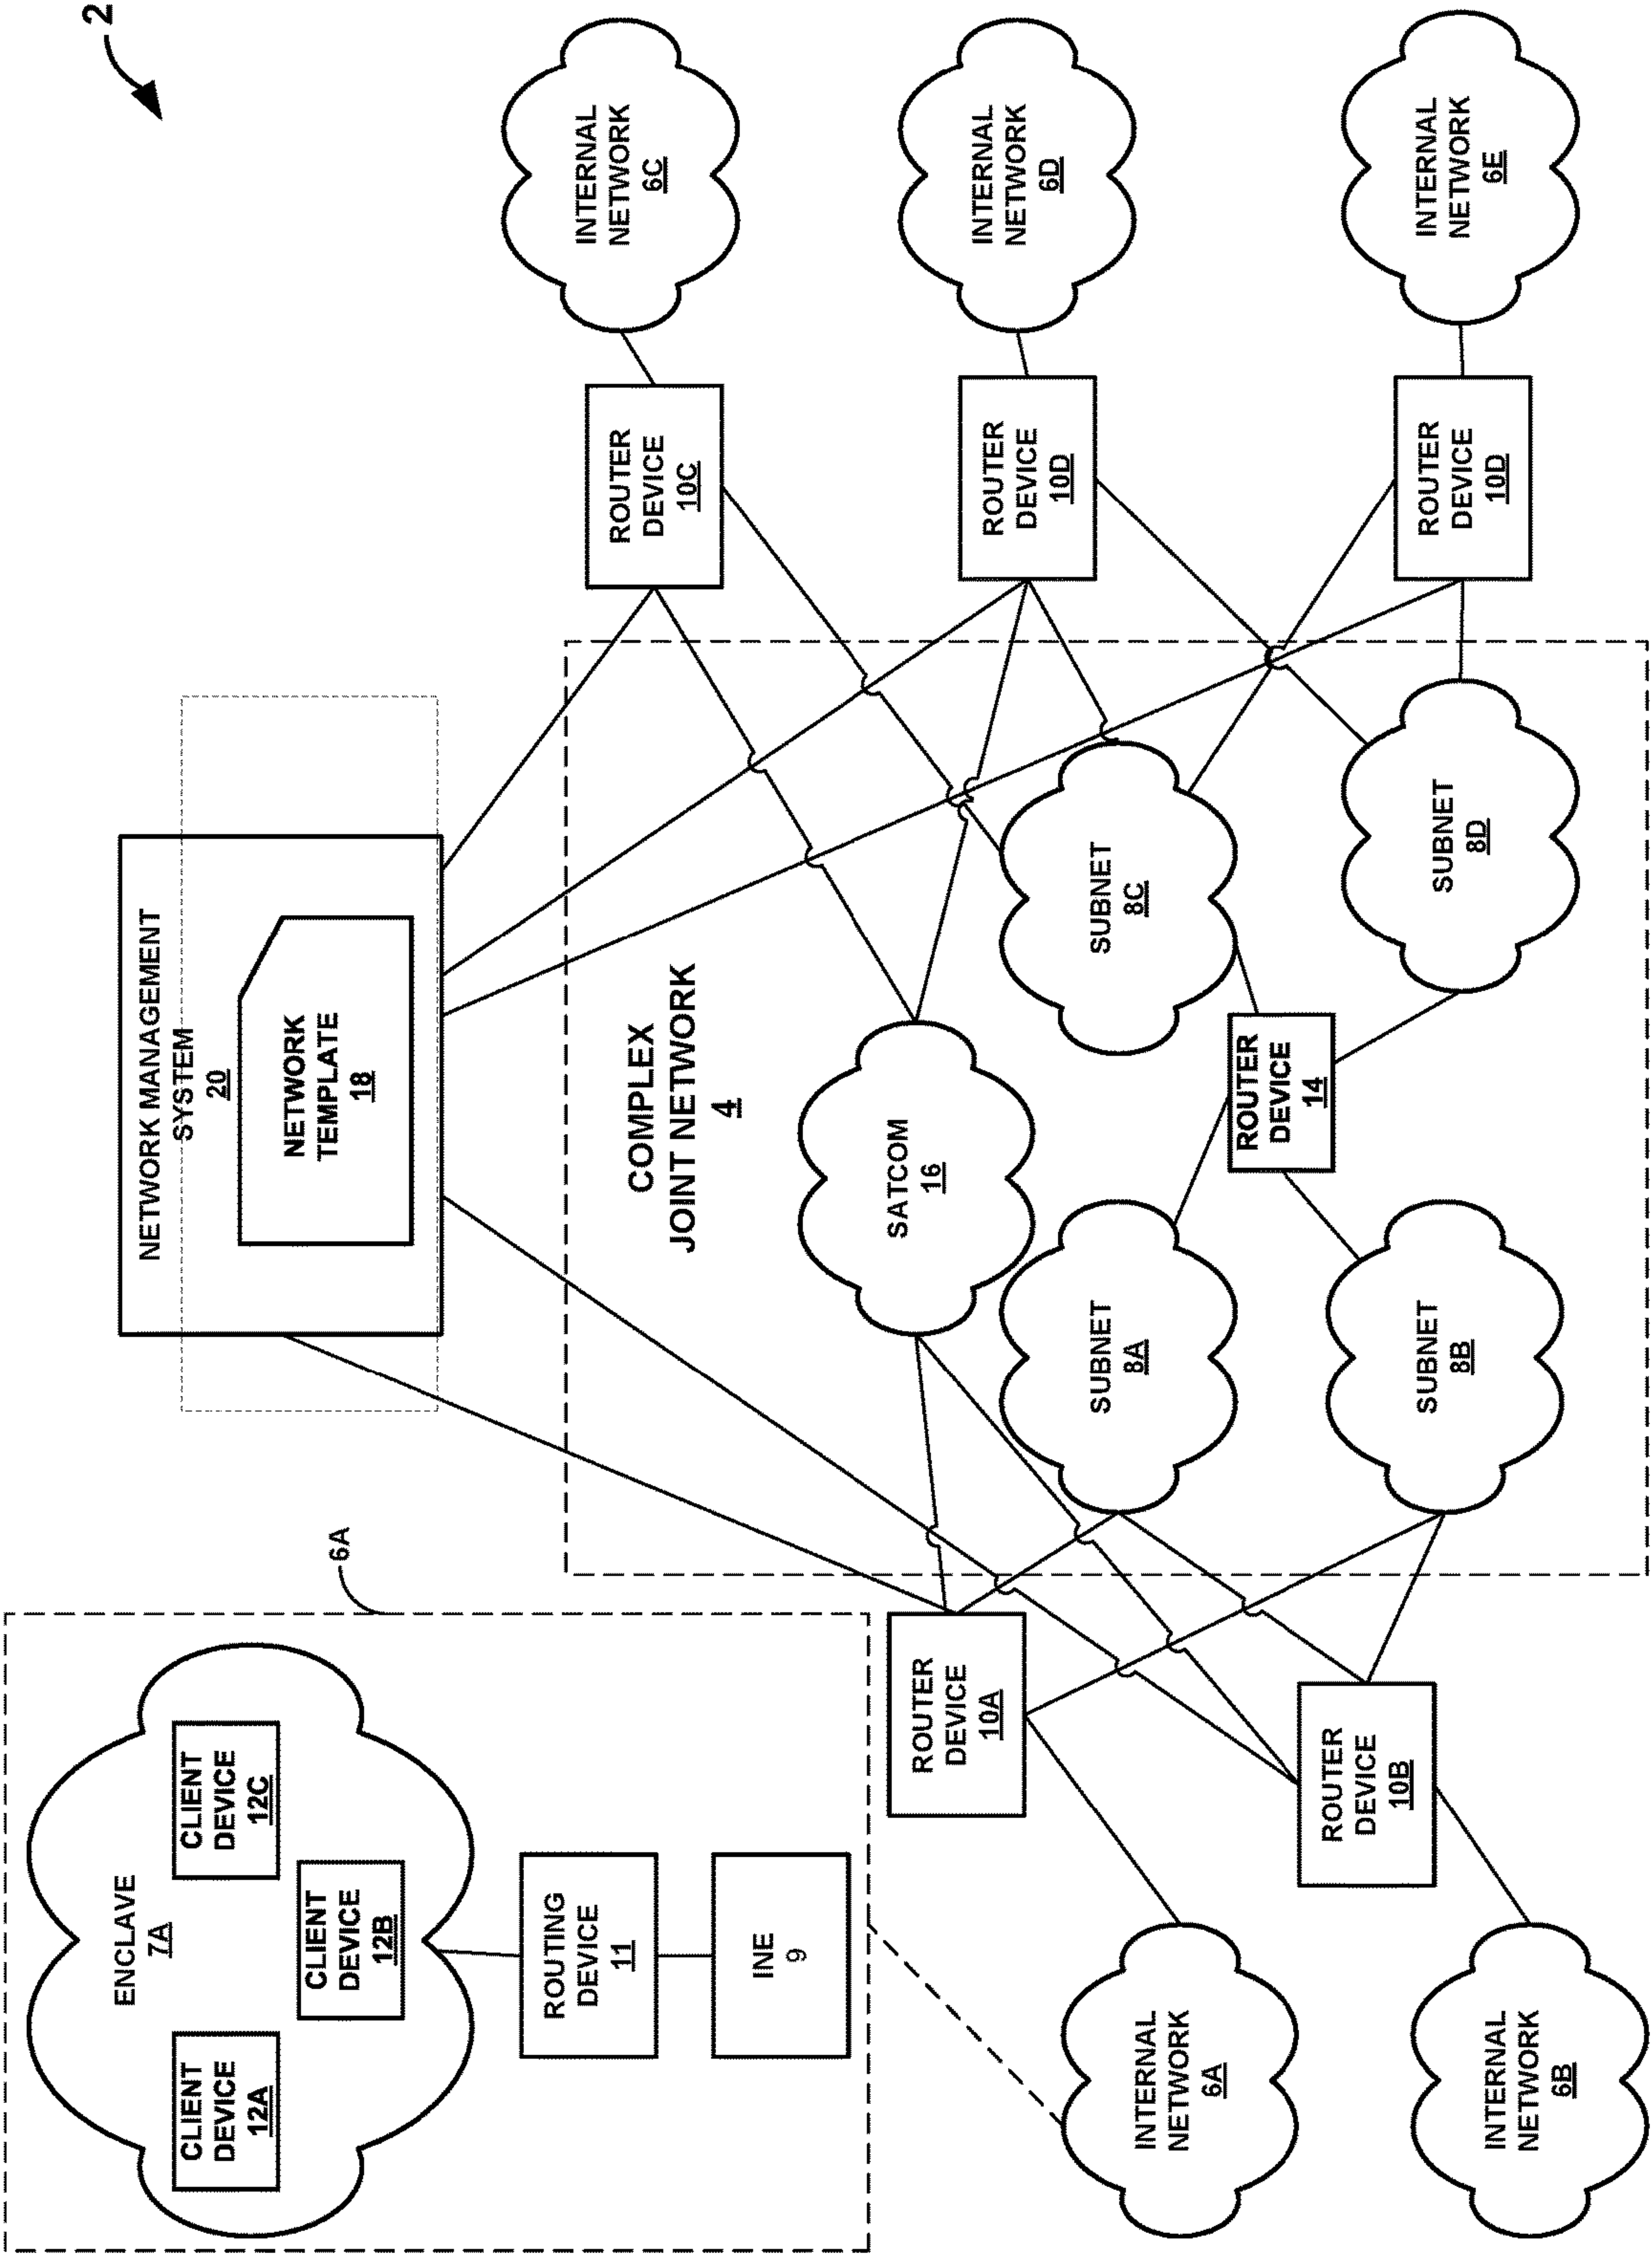 2
6A
ENCLAVE
7A
CLIENT
DEVICE
12A
CLIENT
DEVICE
12B
CLIENT
DEVICE
12C
ROUTING
DEVICE
11
INE
9
NETWORK MANAGEMENT
SYSTEM
20
NETWORK
TEMPLATE
18
COMPLEX
JOINT NETWORK
4
INTERNAL
NETWORK
6C
ROUTER
DEVICE
10C
SATCOM
16
ROUTER
DEVICE
10A
INTERNAL
NETWORK
6D
ROUTER
DEVICE
10D
INTERNAL
NETWORK
6A
SUBNET
8A
SUBNET
8C
ROUTER
DEVICE
14
ROUTER
DEVICE
10B
INTERNAL
NETWORK
6B
SUBNET
8B
SUBNET
8D
ROUTER
DEVICE
10D
INTERNAL
NETWORK
6E